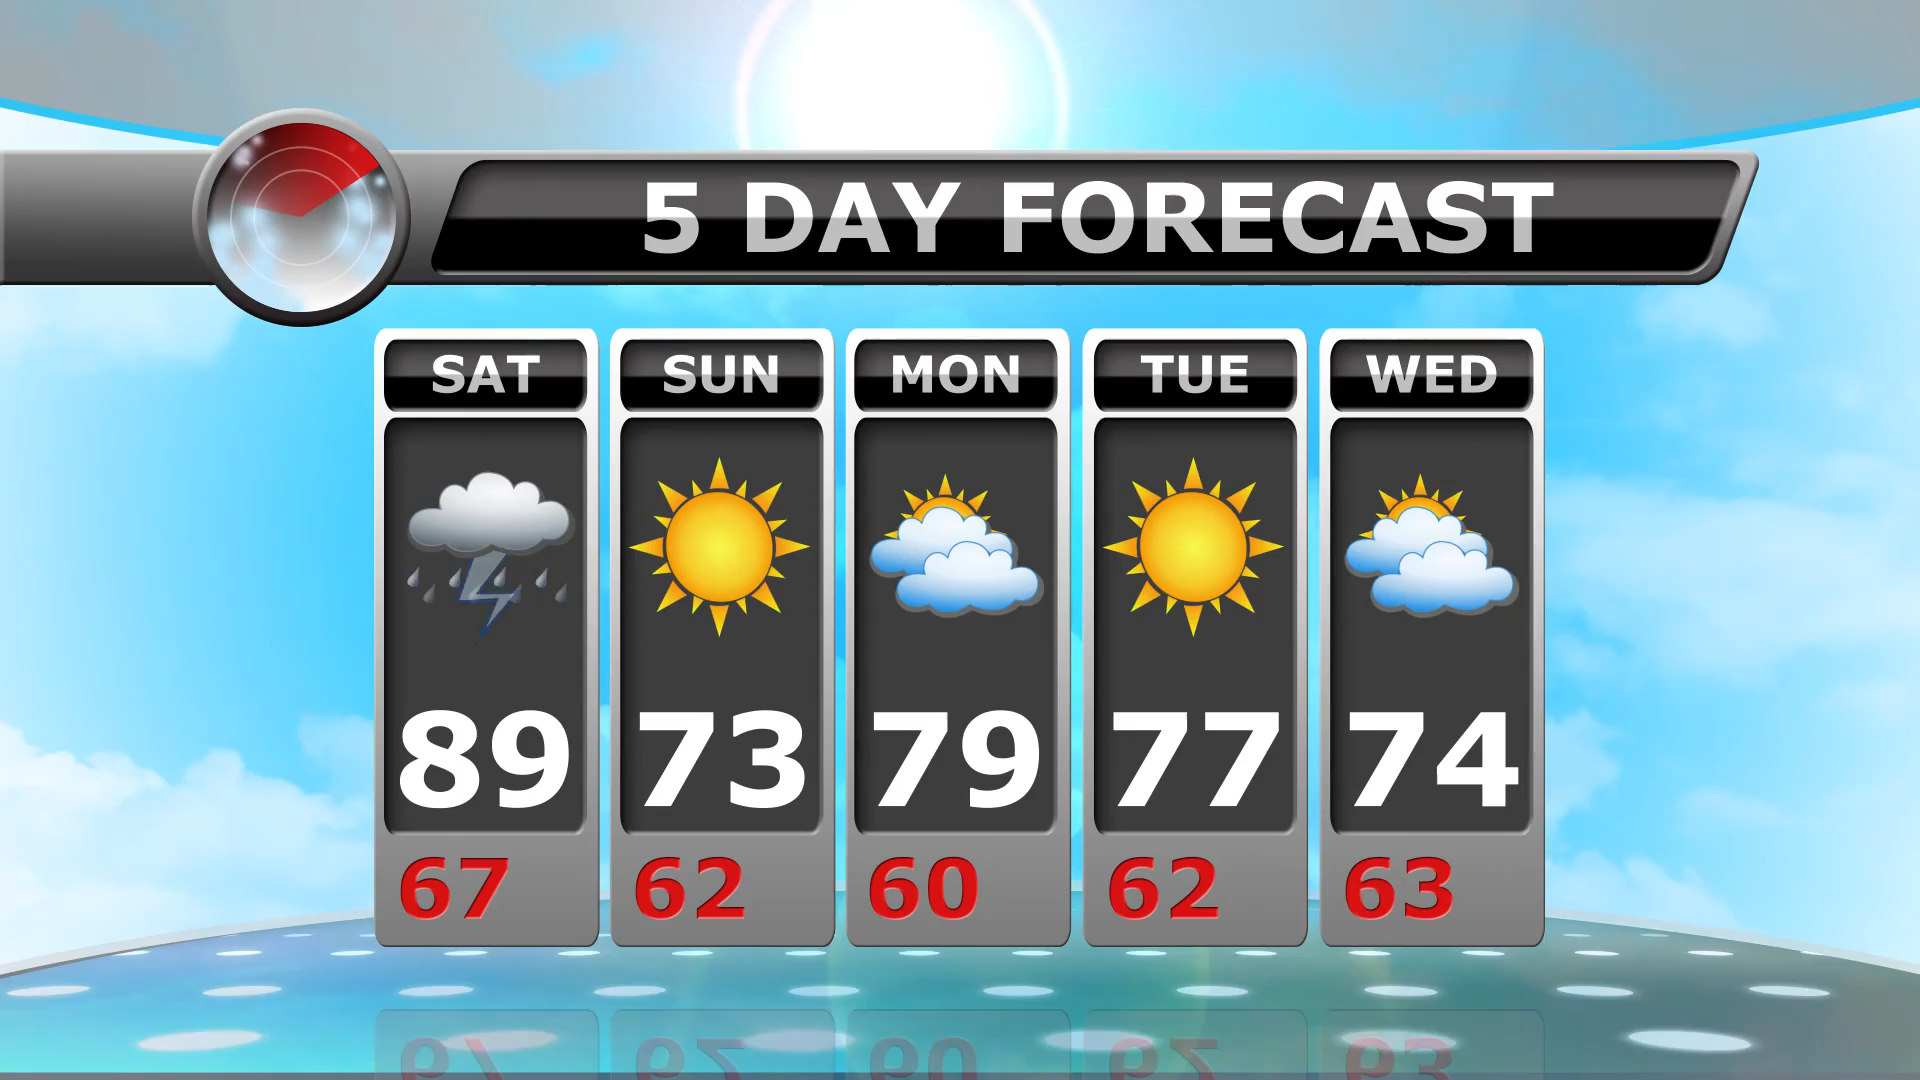 5 DAY FORECAST
SAT SUN MON TUE WED
89 73 79 77 74
67 62 60 62 63